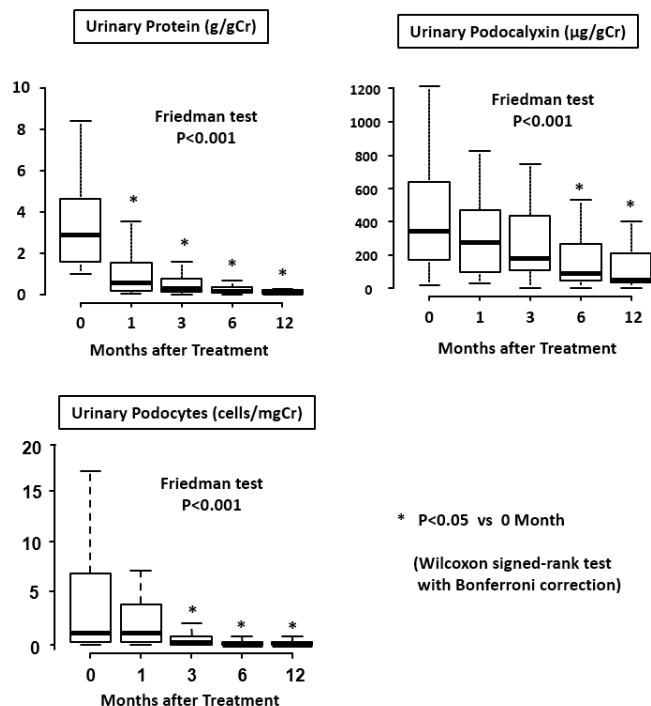 Urinary Protein (g/gCr)
10
8
6
4
2
0
Friedman test
P<0.001
*
*
*
*
0 1 3 6 12
Months after Treatment
Urinary Podocalyxin (μg/gCr)
1200
1000
800
600
400
200
0
Friedman test
P<0.001
*
*
0 1 3 6 12
Months after Treatment
Urinary Podocytes (cells/mgCr)
20
15
10
5
0
Friedman test
P<0.001
*
*
*
0 1 3 6 12
Months after Treatment
* P<0.05 vs 0 Month
(Wilcoxon signed-rank test
with Bonferroni correction)